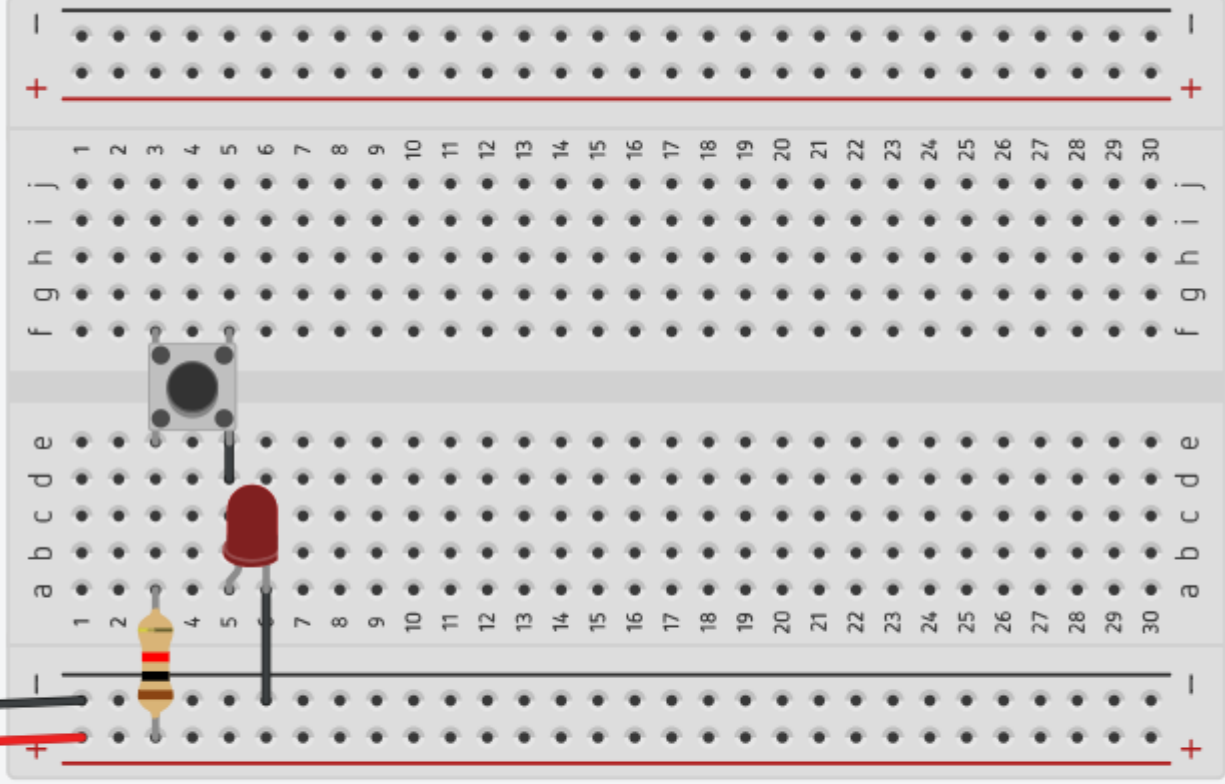 − −
+ +
1 2 3 4 5 6 7 8 9 10 11 12 13 14 15 16 17 18 19 20 21 22 23 24 25 26 27 28 29 30
j j
i i
h h
g g
f f
e e
d d
c c
b b
a a
1 2 4 5 6 7 8 9 10 11 12 13 14 15 16 17 18 19 20 21 22 23 24 25 26 27 28 29 30
− −
+ +